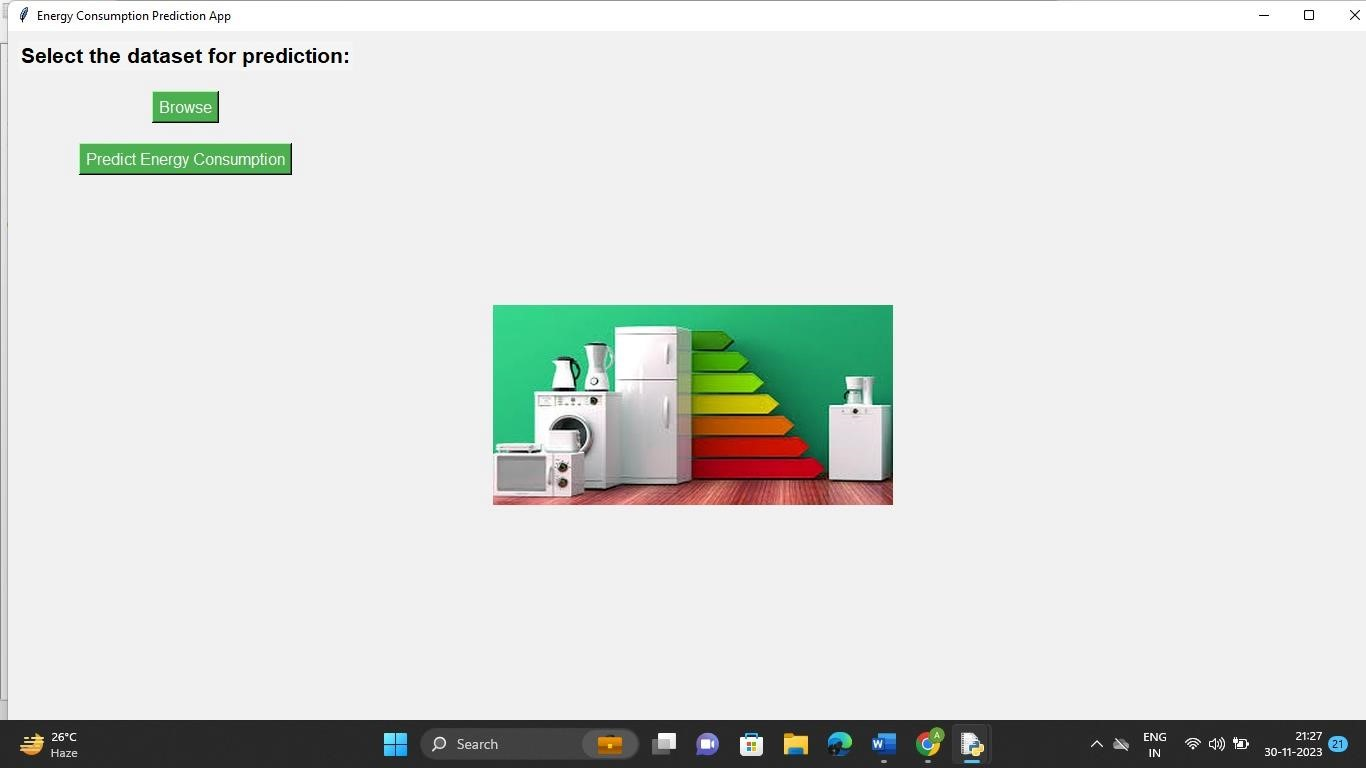 Energy Consumption Prediction App
Select the dataset for prediction:
Browse
Predict Energy Consumption
26°C
Haze
Search
W
A
ENG
IN
21:27
30-11-2023
21